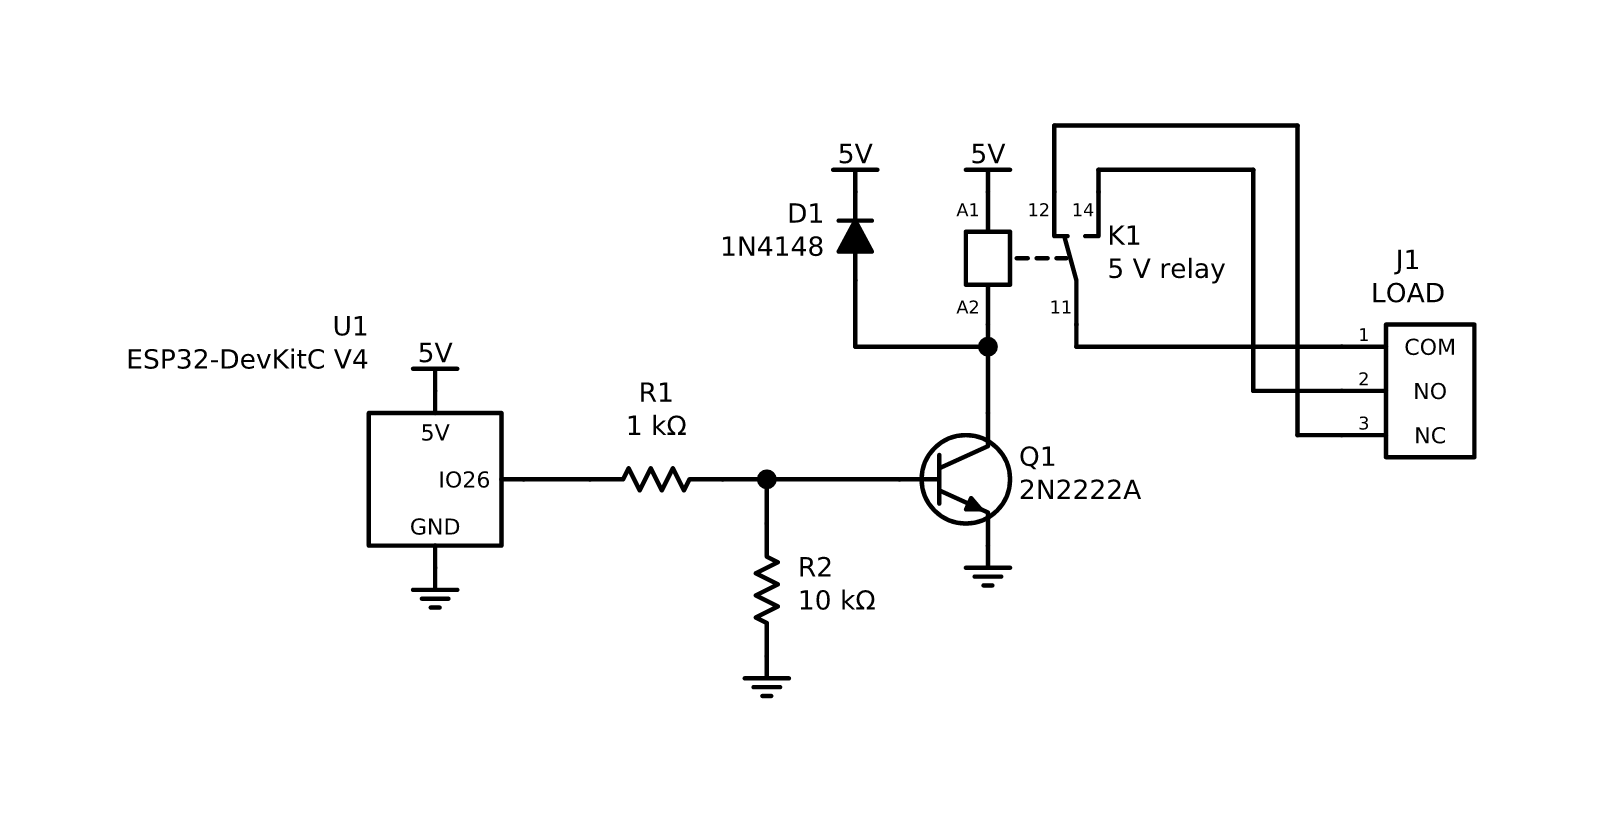 5V
5V
D1
1N4148
A1
12
14
K1
5 V relay
A2
11
J1
LOAD
1
COM
2
NO
3
NC
U1
ESP32-DevKitC V4
5V
5V
IO26
GND
R1
1 kΩ
Q1
2N2222A
R2
10 kΩ